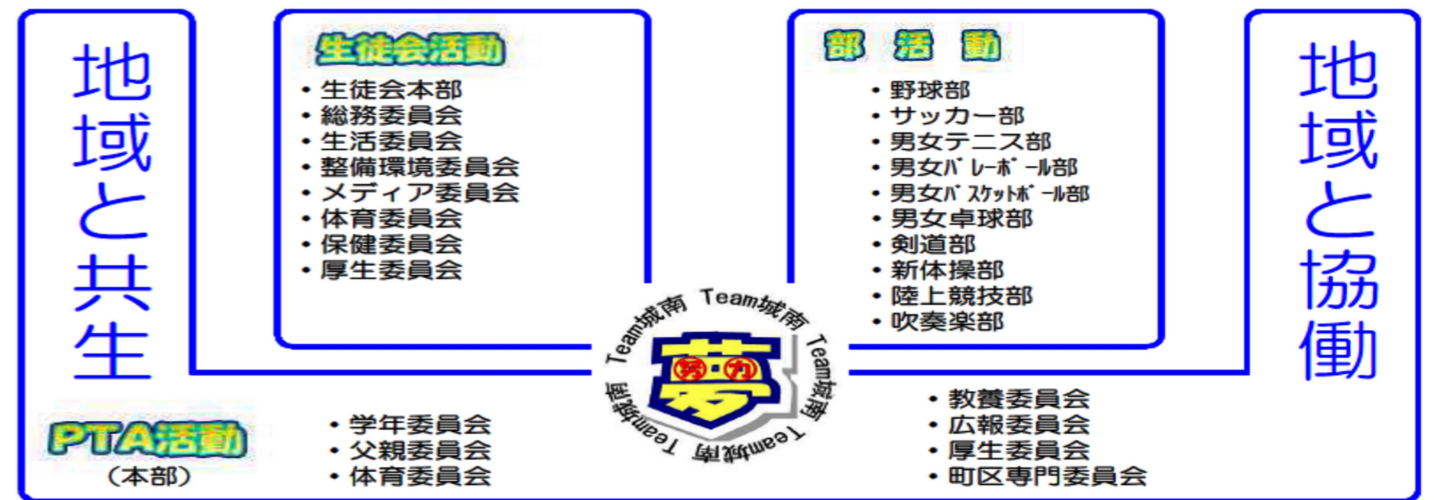 地域と共生
生徒会活動
・生徒会本部
・総務委員会
・生活委員会
・整備環境委員会
・メディア委員会
・体育委員会
・保健委員会
・厚生委員会
部活動
・野球部
・サッカー部
・男女テニス部
・男女バレーボール部
・男女バスケットボール部
・男女卓球部
・剣道部
・新体操部
・陸上競技部
・吹奏楽部
地域と協働
Team城南 Team城南 Team城南 Team城南 Team城南
夢
努力
PTA活動
(本部)
・学年委員会
・父親委員会
・体育委員会
・教養委員会
・広報委員会
・厚生委員会
・町区専門委員会